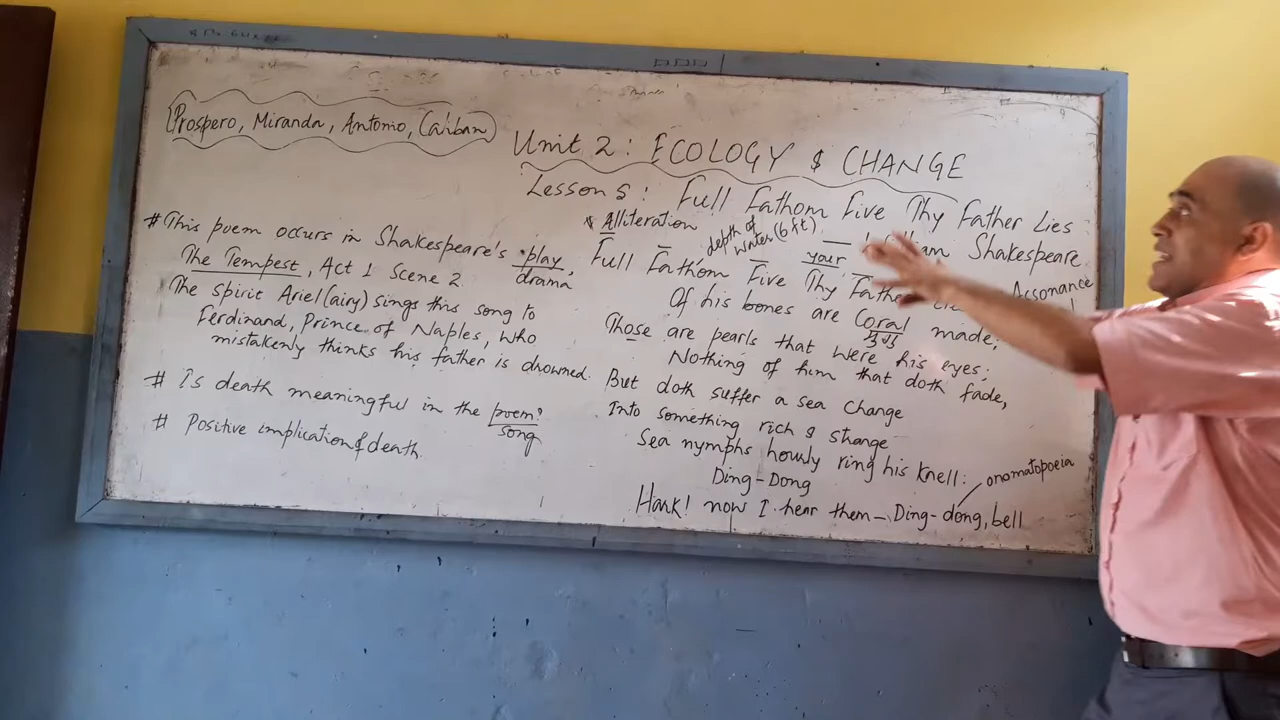 Prospero, Miranda, Antonio, Caliban
Unit 2: ECOLOGY & CHANGE
Lesson 5: Full Fathom Five Thy Father Lies
William Shakespeare
# This poem occurs in Shakespeare's play/drama,
The Tempest, Act 1 Scene 2.
The spirit Ariel (airy) sings this song to
Ferdinand, Prince of Naples, who
mistakenly thinks his father is drowned.
# Is death meaningful in the poem?
song
# Positive implication of death.
Alliteration
depth of
water (6 ft)
your
Full Fathom Five Thy Father
Assonance
Of his bones are Coral made;
Those are pearls that were his eyes;
Nothing of him that doth fade,
But doth suffer a sea change
Into something rich & strange
Sea nymphs hourly ring his knell:
Ding-Dong
onomatopoeia
Hark! now I hear them – Ding-dong, bell